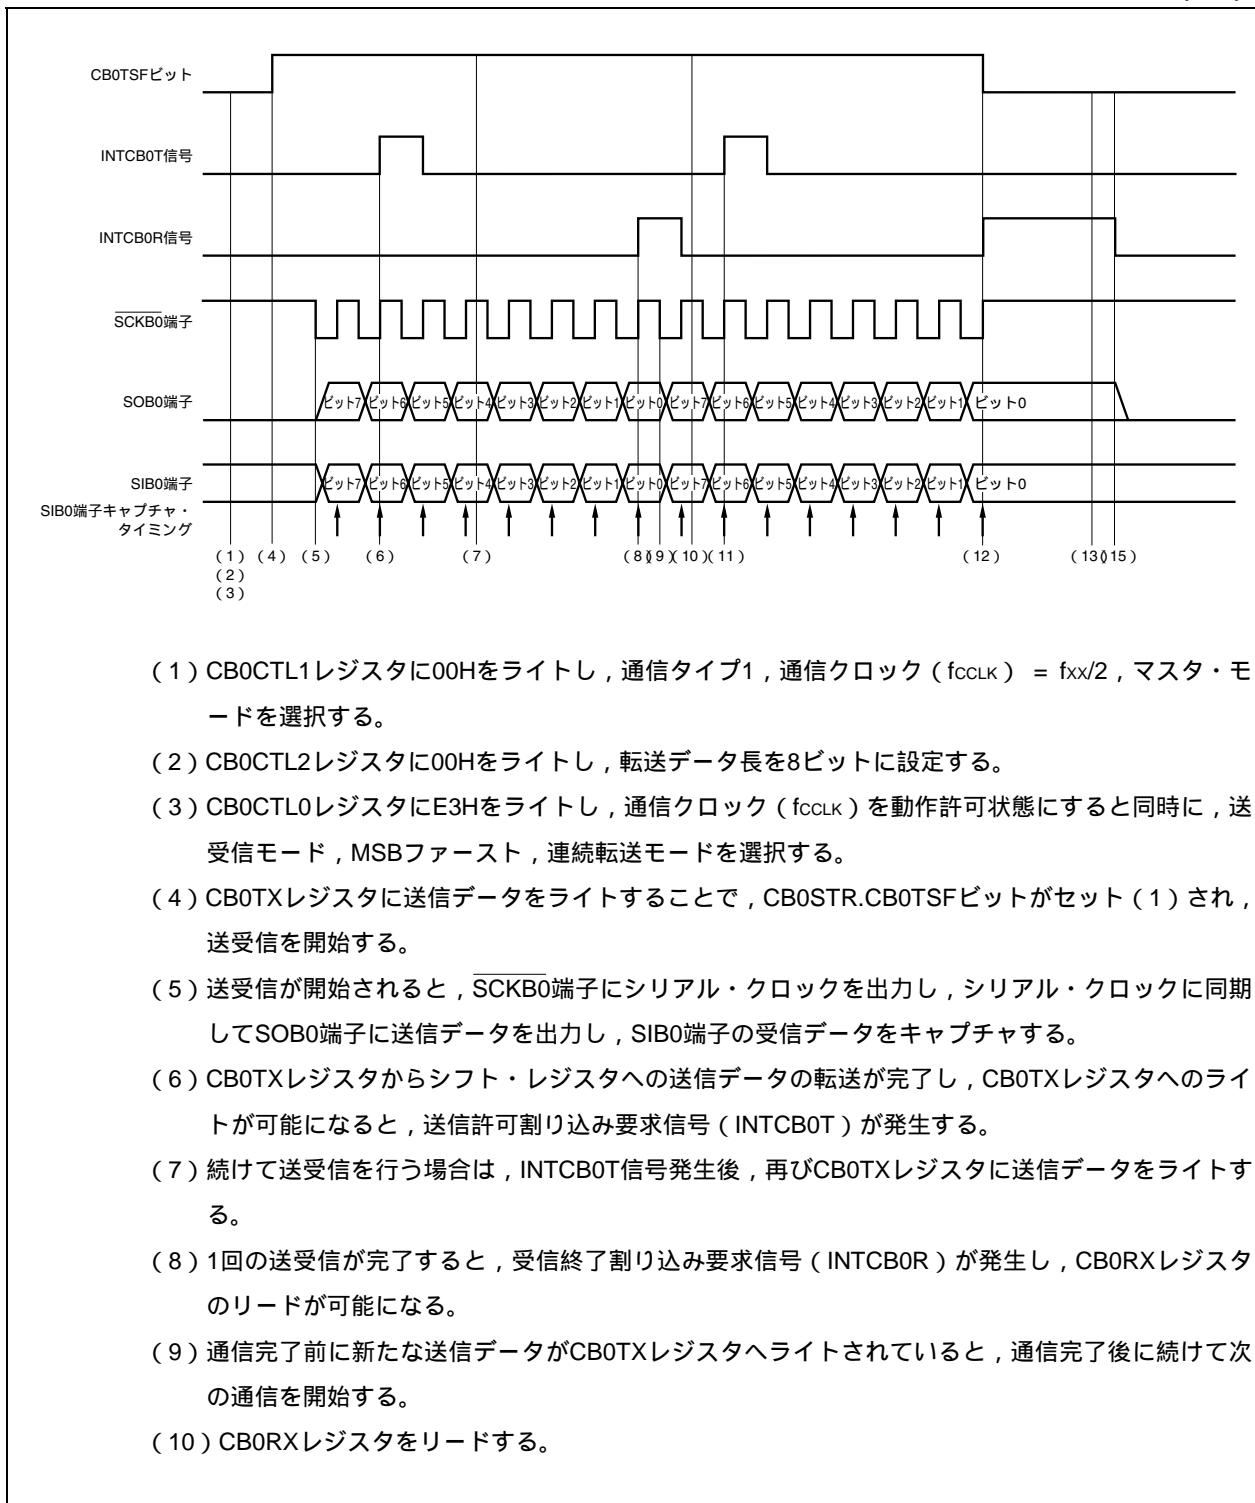 CB0TSFビット
INTCB0T信号
INTCB0R信号
SCKB0端子
SOB0端子
ビット7 ビット6 ビット5 ビット4 ビット3 ビット2 ビット1 ビット0 ビット7 ビット6 ビット5 ビット4 ビット3 ビット2 ビット1 ビット0
SIB0端子
ビット7 ビット6 ビット5 ビット4 ビット3 ビット2 ビット1 ビット0 ビット7 ビット6 ビット5 ビット4 ビット3 ビット2 ビット1 ビット0
SIB0端子キャプチャ・
タイミング
(1) (4) (5) (6) (7) (8)(9)(10)(11) (12) (13)(15)
(2)
(3)
(1)CB0CTL1レジスタに00Hをライトし,通信タイプ1,通信クロック(fCCLK) = fXX/2,マスタ・モ
ードを選択する。
(2)CB0CTL2レジスタに00Hをライトし,転送データ長を8ビットに設定する。
(3)CB0CTL0レジスタにE3Hをライトし,通信クロック(fCCLK)を動作許可状態にすると同時に,送
受信モード,MSBファースト,連続転送モードを選択する。
(4)CB0TXレジスタに送信データをライトすることで,CB0STR.CB0TSFビットがセット(1)され,
送受信を開始する。
(5)送受信が開始されると,SCKB0端子にシリアル・クロックを出力し,シリアル・クロックに同期
してSOB0端子に送信データを出力し,SIB0端子の受信データをキャプチャする。
(6)CB0TXレジスタからシフト・レジスタへの送信データの転送が完了し,CB0TXレジスタへのライ
トが可能になると,送信許可割り込み要求信号(INTCB0T)が発生する。
(7)続けて送受信を行う場合は,INTCB0T信号発生後,再びCB0TXレジスタに送信データをライトす
る。
(8)1回の送受信が完了すると,受信終了割り込み要求信号(INTCB0R)が発生し,CB0RXレジスタ
のリードが可能になる。
(9)通信完了前に新たな送信データがCB0TXレジスタへライトされていると,通信完了後に続けて次
の通信を開始する。
(10)CB0RXレジスタをリードする。